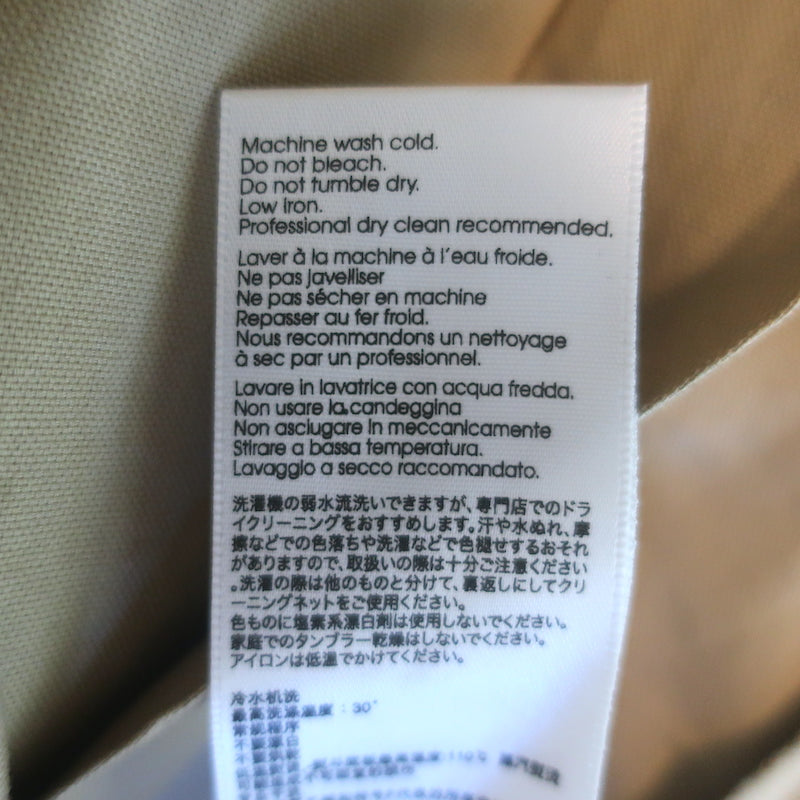 Machine wash cold.
Do not bleach.
Do not tumble dry.
Low Iron.
Professional dry clean recommended.
Laver à la machine à l'eau froide.
Ne pas javelliser
Ne pas sécher en machine
Repasser au fer froid.
Nous recommandons un nettoyage
à sec par un professionnel.
Lavare in lavatrice con acqua fredda.
Non usare la candeggina
Non asciugare in meccanicamente
Stirare a bassa temperatura.
Lavaggio a secco raccomandato.
洗濯機の弱水流洗いできますが、専門店でのドラ
イクリーニングをおすすめします。汗や水ぬれ、摩
擦などでの色落ちや洗濯などで色褪せするおそれ
がありますので、取扱いの際は十分ご注意ください
。洗濯の際は他のものと分けて、裏返しにしてクリ
ーニングネットをご使用ください。
色ものに塩素系漂白剤は使用しないでください。
家庭でのタンブラー乾燥はしないでください。
アイロンは低温でかけてください。
冷水机洗
最高洗涤温度：30°
常规程序
不可漂白